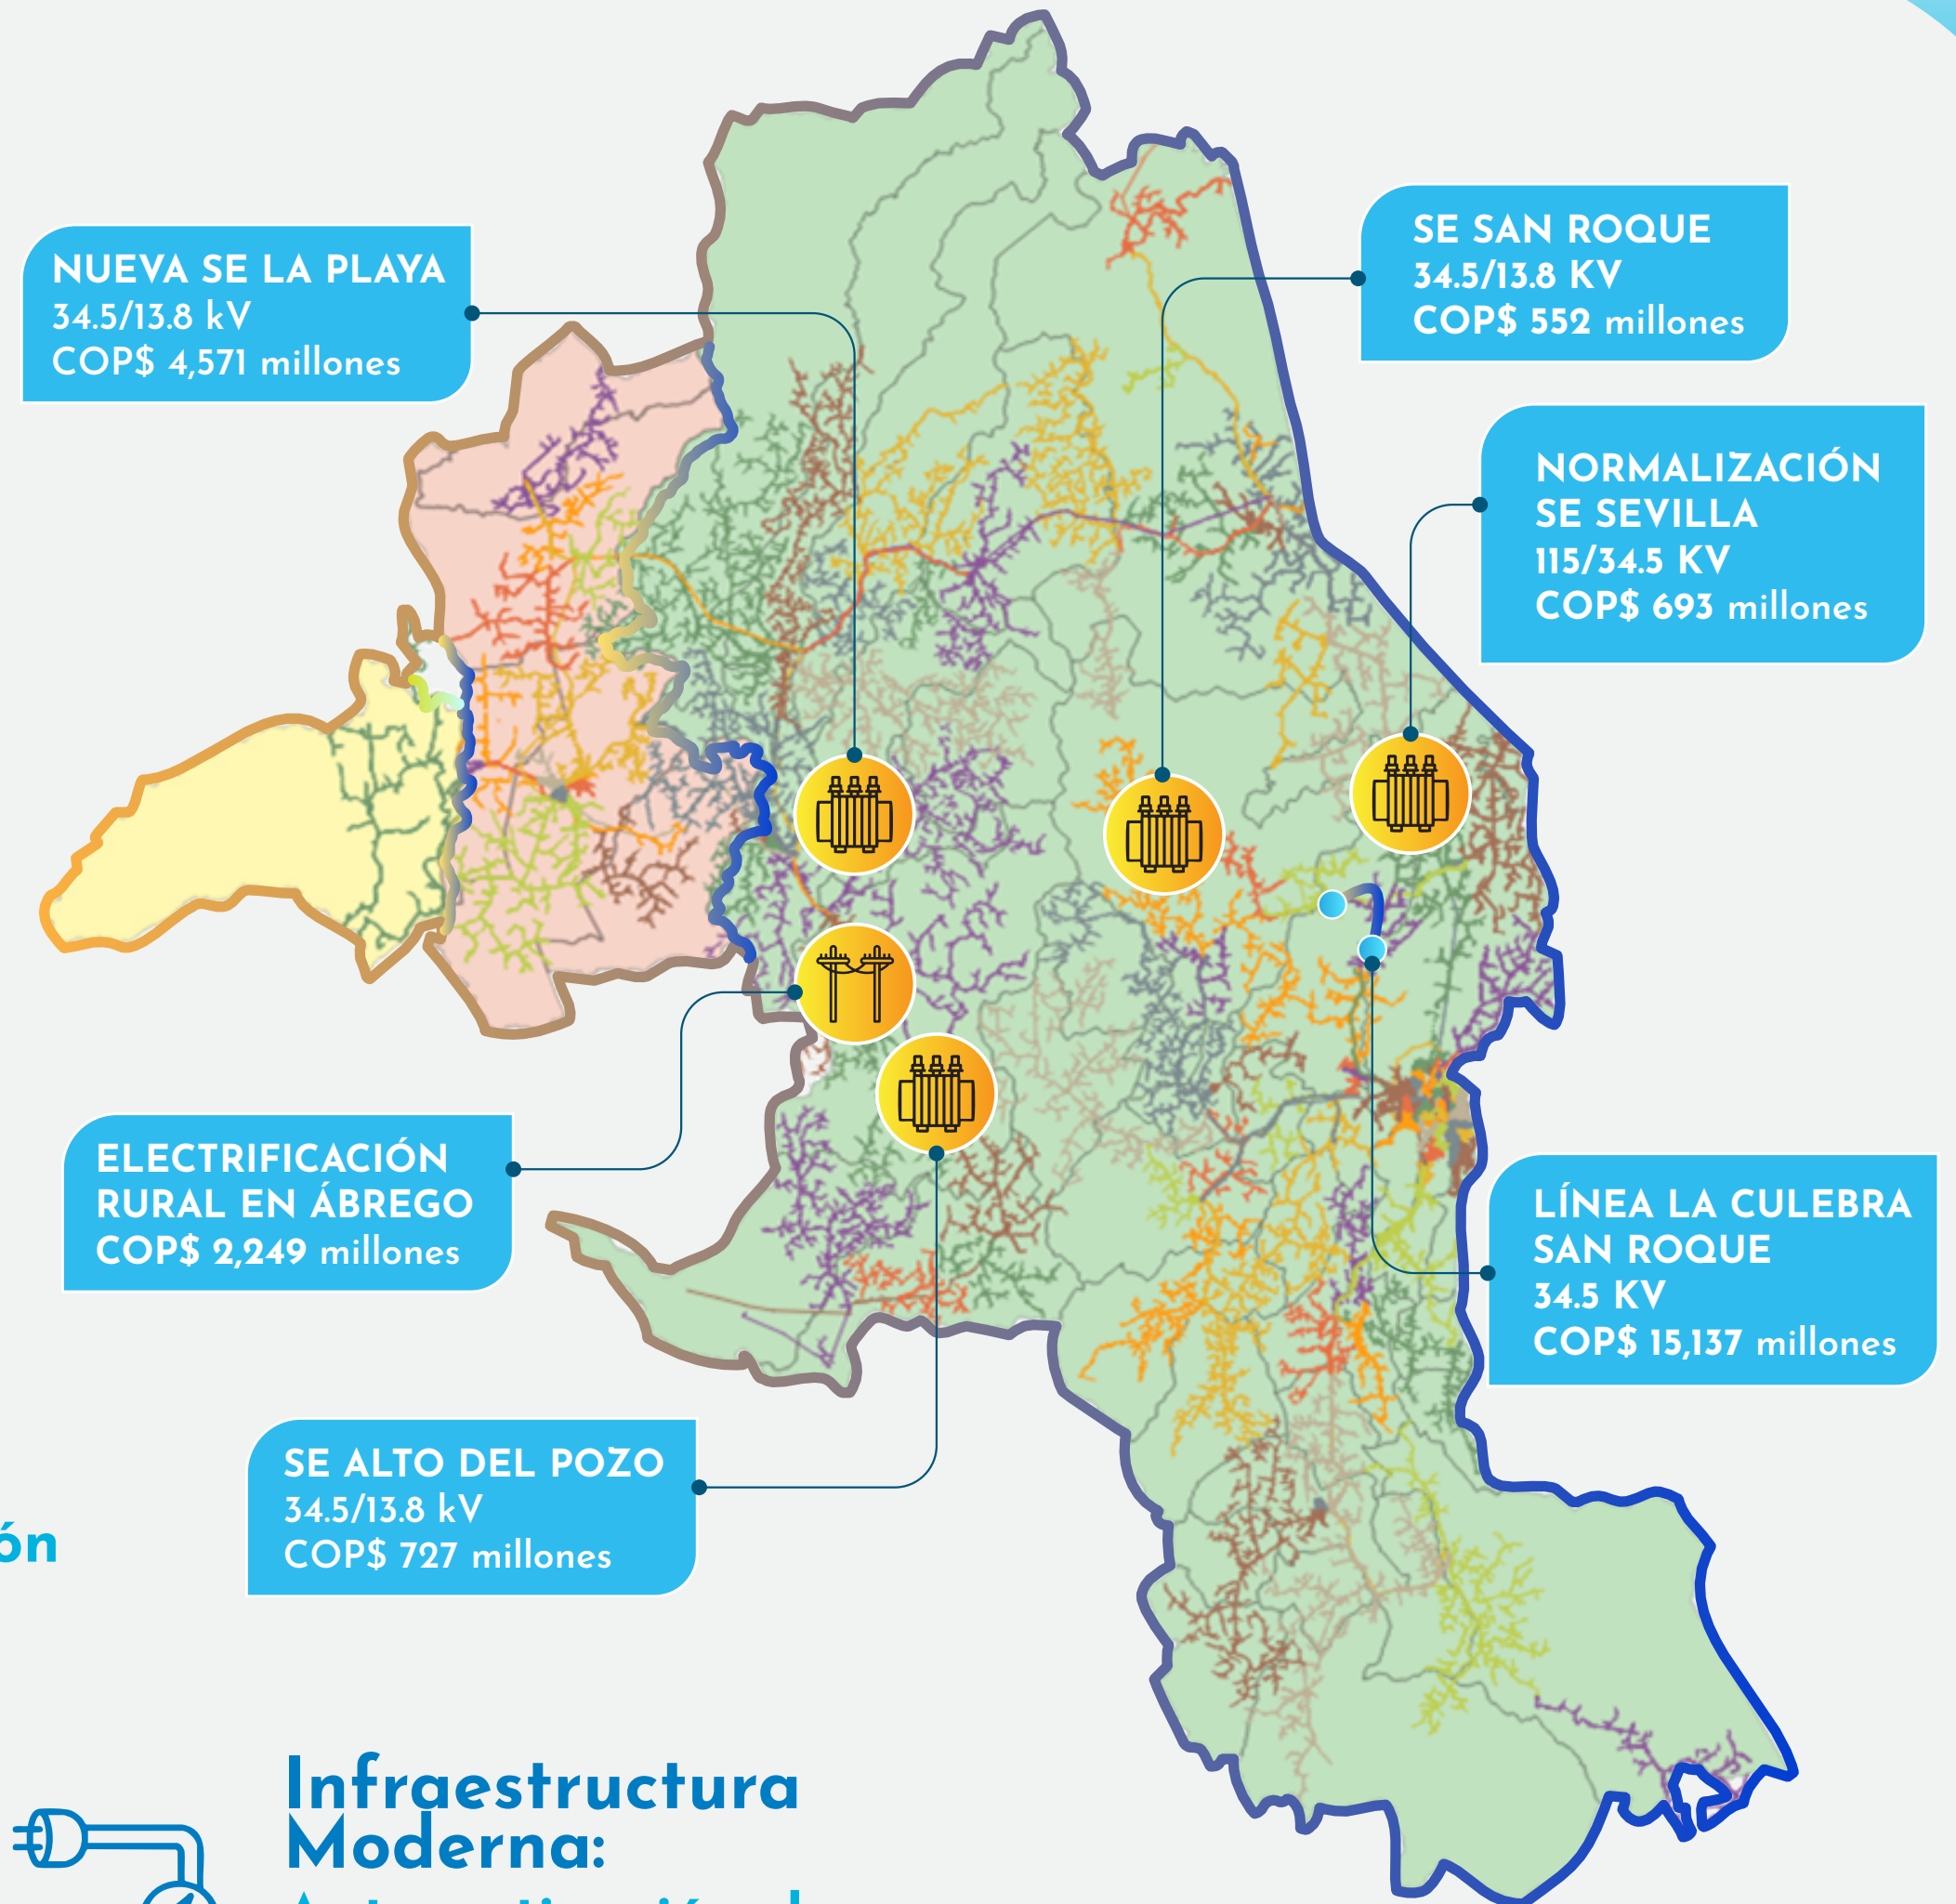 NUEVA SE LA PLAYA
34.5/13.8 kV
COP$ 4,571 millones
SE SAN ROQUE
34.5/13.8 KV
COP$ 552 millones
NORMALIZACIÓN
SE SEVILLA
115/34.5 KV
COP$ 693 millones
ELECTRIFICACIÓN
RURAL EN ÁBREGO
COP$ 2,249 millones
LÍNEA LA CULEBRA
SAN ROQUE
34.5 KV
COP$ 15,137 millones
SE ALTO DEL POZO
34.5/13.8 kV
COP$ 727 millones
ón
Infraestructura
Moderna: